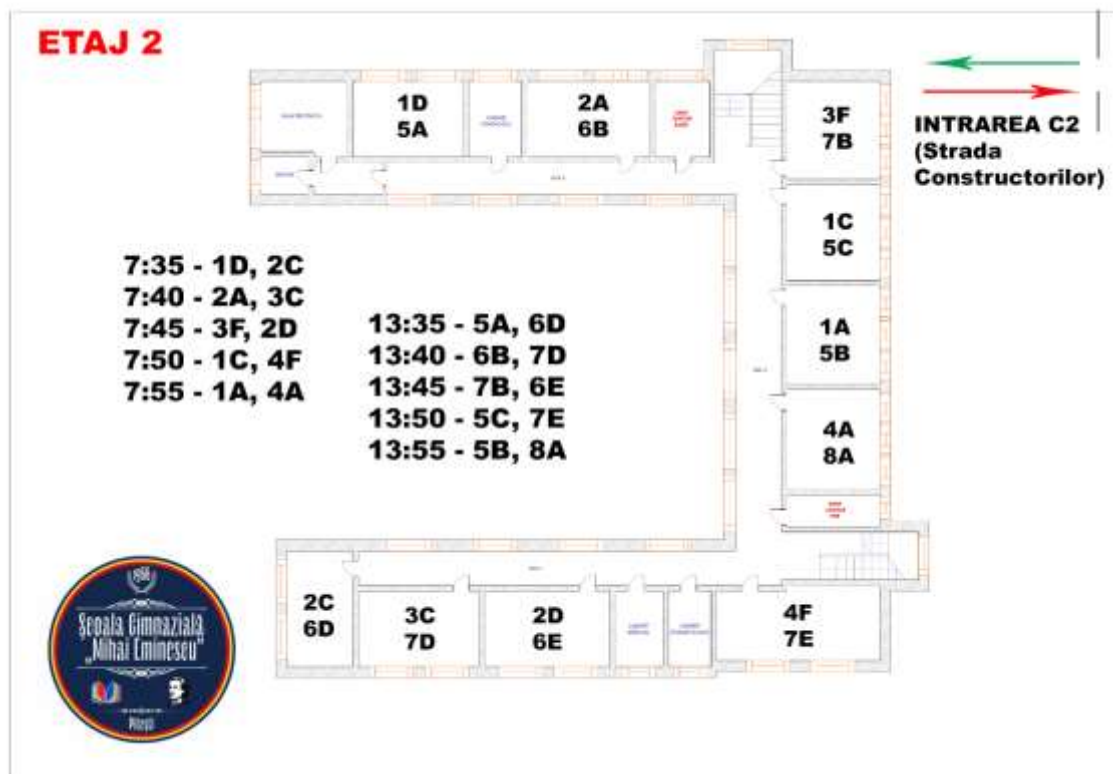 ETAJ 2
1D
5A
2A
6B
3F
7B
INTRAREA C2
(Strada
Constructorilor)
1C
5C
7:35 - 1D, 2C
7:40 - 2A, 3C
7:45 - 3F, 2D
7:50 - 1C, 4F
7:55 - 1A, 4A
13:35 - 5A, 6D
13:40 - 6B, 7D
13:45 - 7B, 6E
13:50 - 5C, 7E
13:55 - 5B, 8A
1A
5B
4A
8A
2C
6D
3C
7D
2D
6E
4F
7E
Școala Gimnazială
„Mihai Eminescu”
Pitești